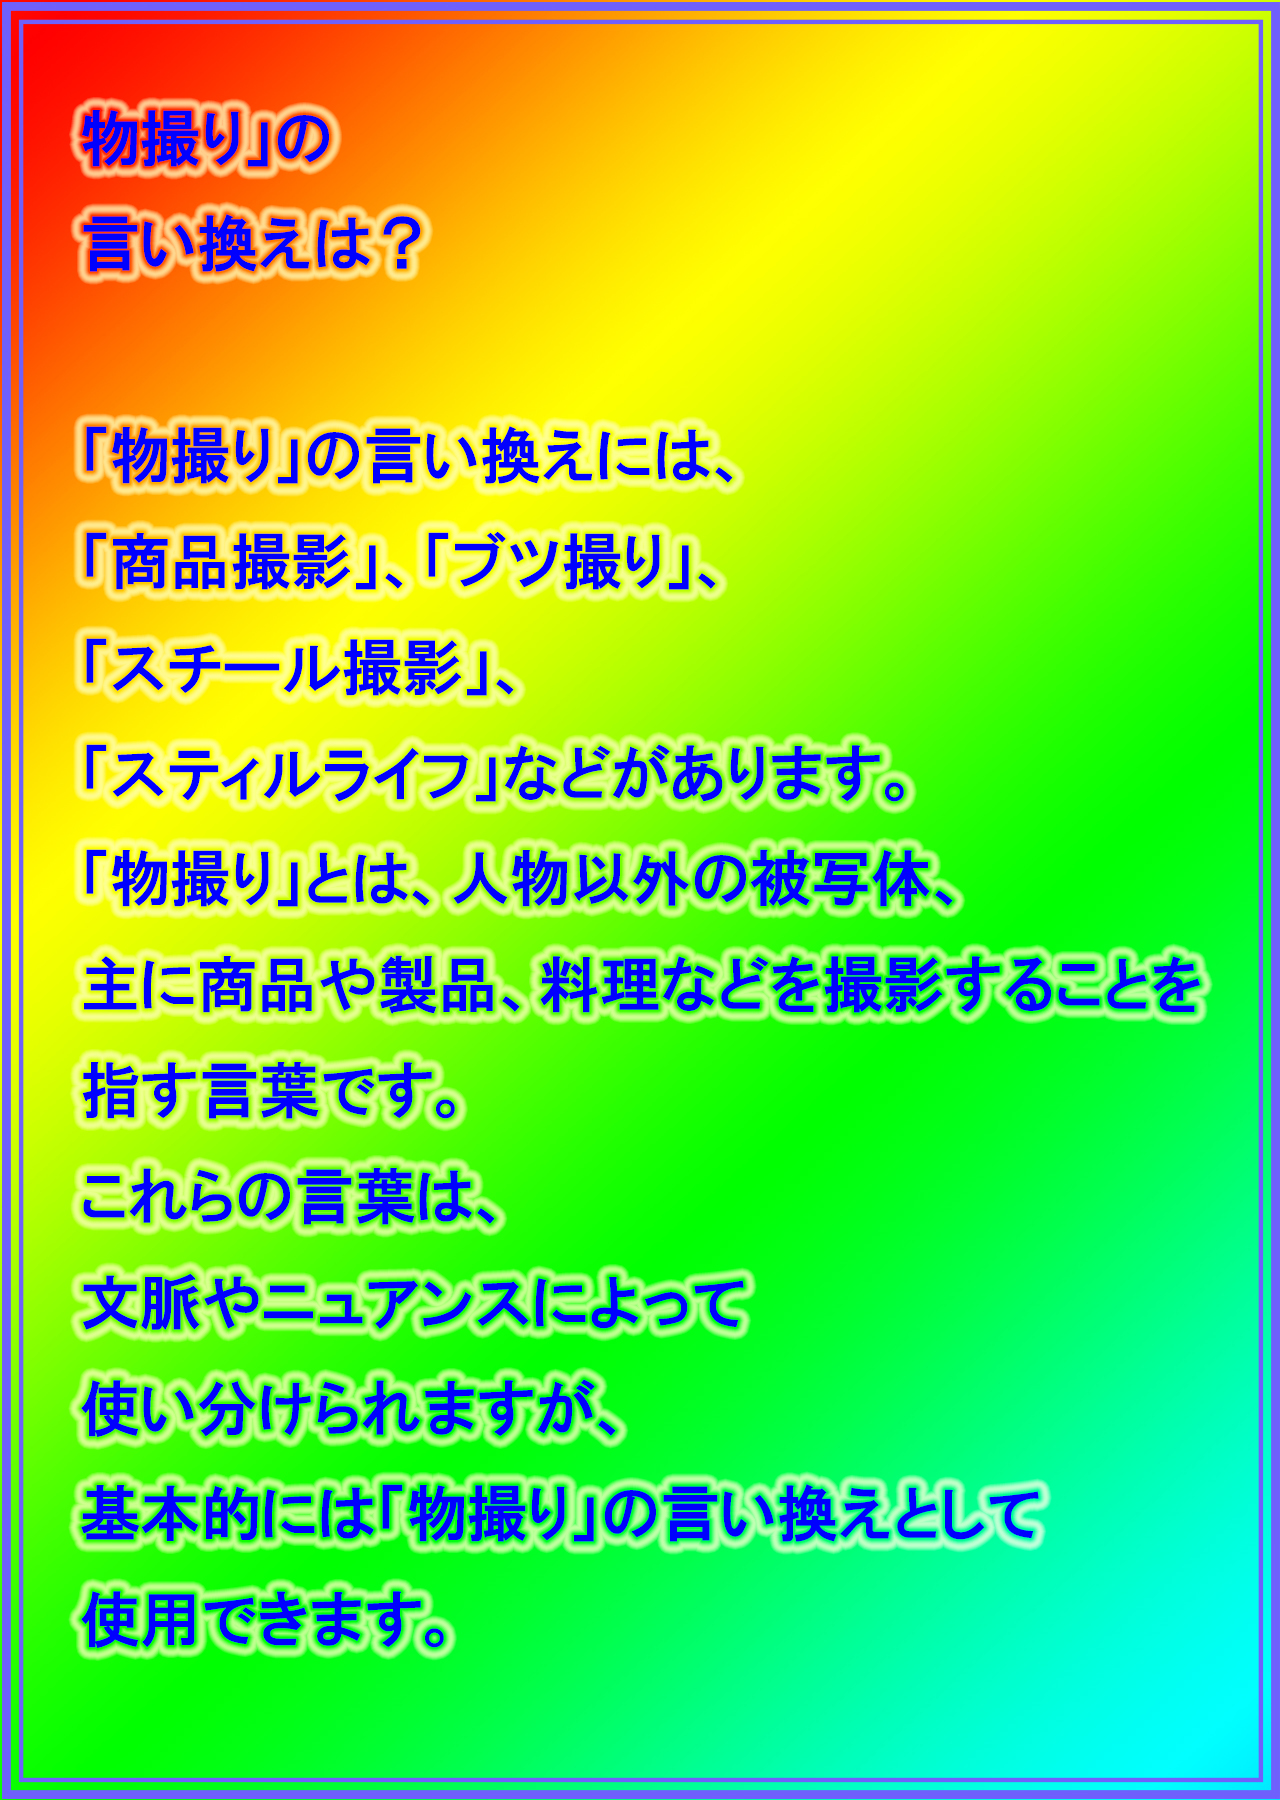 物撮り」の
言い換えは？
「物撮り」の言い換えには、
「商品撮影」、「ブツ撮り」、
「スチール撮影」、
「スティルライフ」などがあります。
「物撮り」とは、人物以外の被写体、
主に商品や製品、料理などを撮影することを
指す言葉です。
これらの言葉は、
文脈やニュアンスによって
使い分けられますが、
基本的には「物撮り」の言い換えとして
使用できます。